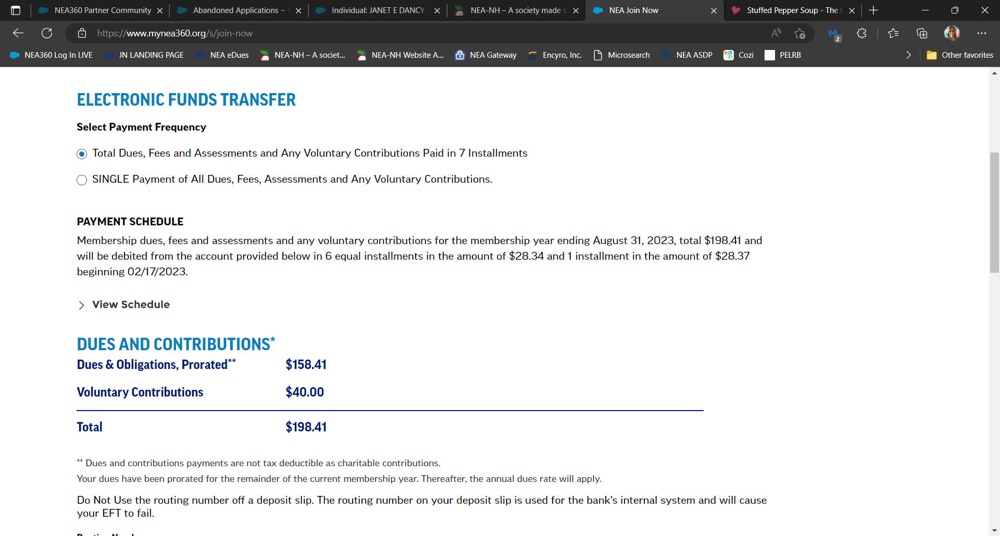 NEA360 Partner Community
Abandoned Applications ~
Individual: JANET E DANCY
NEA-NH – A society made s
NEA Join Now
Stuffed Pepper Soup - The
https://www.mynea360.org/s/join-now
2
NEA360 Log In LIVE
nea JN LANDING PAGE
nea NEA eDues
NEA-NH – A societ...
NEA-NH Website A...
NEA Gateway
Encyro, Inc.
Microsearch
NEA ASDP
Cozi
PELRB
Other favorites
ELECTRONIC FUNDS TRANSFER
Select Payment Frequency
Total Dues, Fees and Assessments and Any Voluntary Contributions Paid in 7 Installments
SINGLE Payment of All Dues, Fees, Assessments and Any Voluntary Contributions.
PAYMENT SCHEDULE
Membership dues, fees and assessments and any voluntary contributions for the membership year ending August 31, 2023, total $198.41 and
will be debited from the account provided below in 6 equal installments in the amount of $28.34 and 1 installment in the amount of $28.37
beginning 02/17/2023.
View Schedule
DUES AND CONTRIBUTIONS*
Dues & Obligations, Prorated** $158.41
Voluntary Contributions $40.00
Total $198.41
** Dues and contributions payments are not tax deductible as charitable contributions.
Your dues have been prorated for the remainder of the current membership year. Thereafter, the annual dues rate will apply.
Do Not Use the routing number off a deposit slip. The routing number on your deposit slip is used for the bank's internal system and will cause
your EFT to fail.